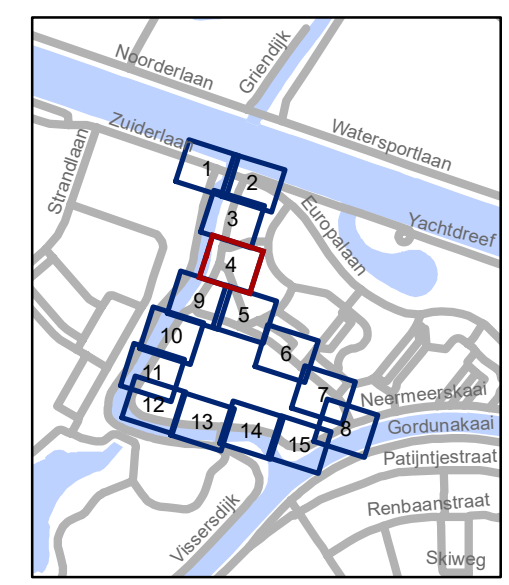 Noorderlaan
Griendijk
Watersportlaan
Zuiderlaan
Strandlaan
Europalaan
Yachtdreef
1
2
3
4
9
5
10
6
11
7
12
13
14
15
8
Neermeerskaai
Gordunakaai
Patijntjestraat
Renbaanstraat
Vissersdijk
Skiweg